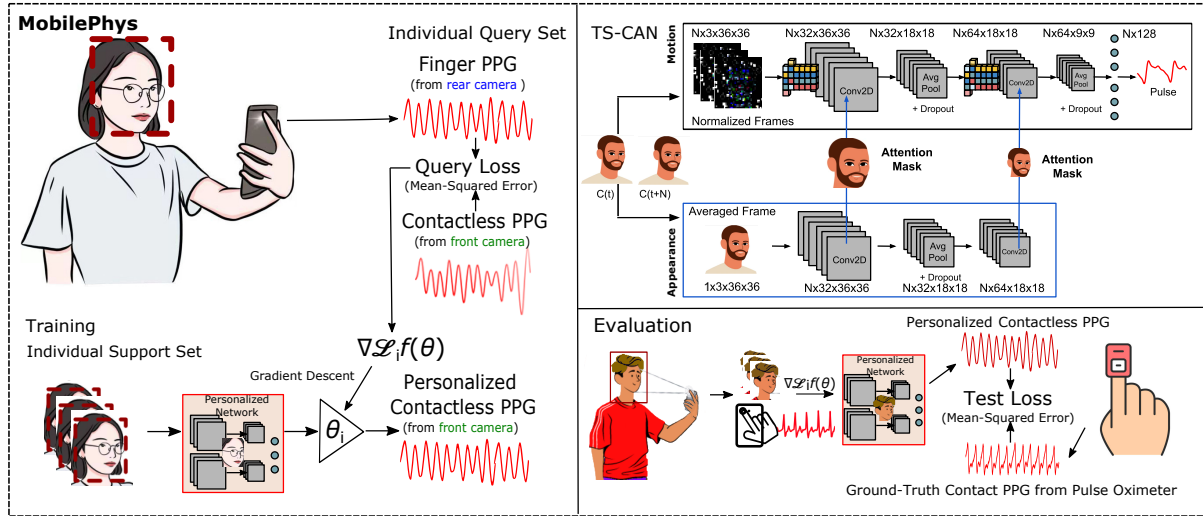 MobilePhys
Individual Query Set
Finger PPG
(from rear camera )
Query Loss
(Mean-Squared Error)
Contactless PPG
(from front camera)
Training
Individual Support Set
∇ℒᵢf(θ)
Gradient Descent
Personalized
Network
θᵢ
Personalized
Contactless PPG
(from front camera)
TS-CAN
Motion
Nx3x36x36
Nx32x36x36
Nx32x18x18
Nx64x18x18
Nx64x9x9
Nx128
Conv2D
Avg
Pool
Conv2D
Avg
Pool
+ Dropout
+ Dropout
Pulse
Normalized Frames
C(t)
C(t+N)
Attention
Mask
Attention
Mask
Appearance
Averaged Frame
Conv2D
Avg
Pool
Conv2D
+ Dropout
1x3x36x36
Nx32x36x36
Nx32x18x18
Nx64x18x18
Evaluation
Personalized Contactless PPG
∇ℒᵢf(θ)
Personalized
Network
Test Loss
(Mean-Squared Error)
Ground-Truth Contact PPG from Pulse Oximeter